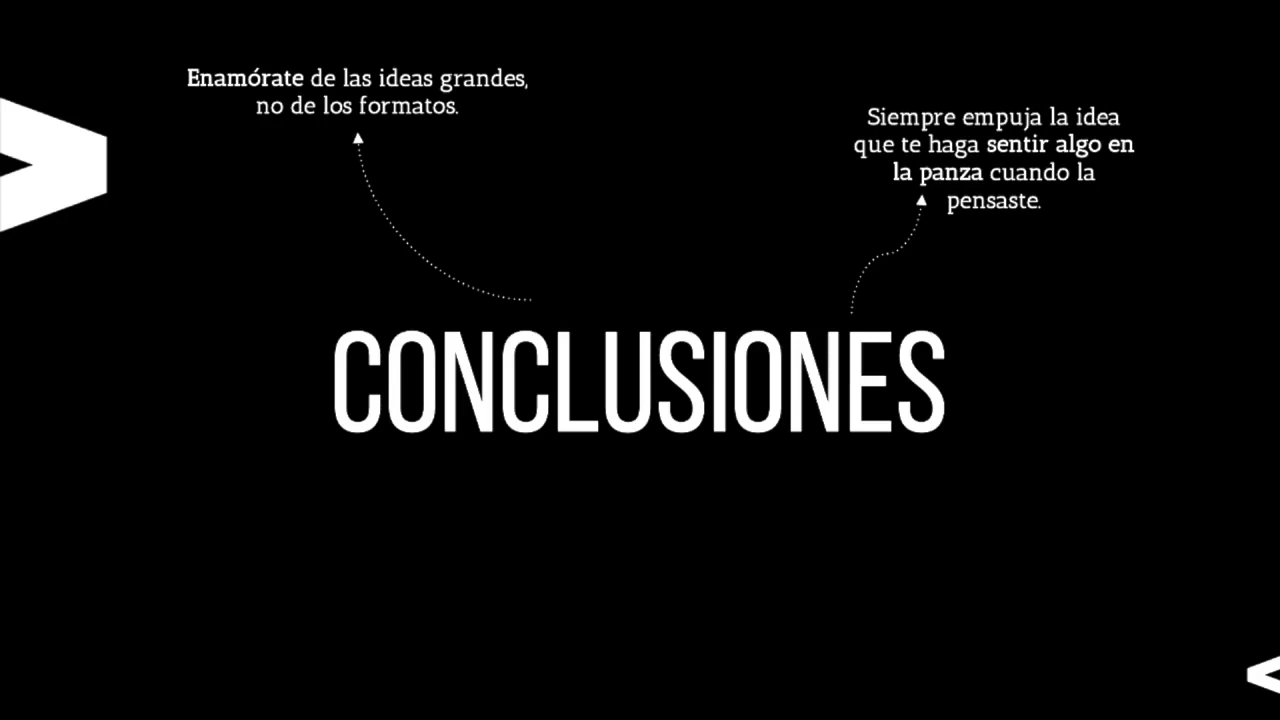 Enamórate de las ideas grandes,
no de los formatos.
Siempre empuja la idea
que te haga sentir algo en
la panza cuando la
pensaste.
CONCLUSIONES